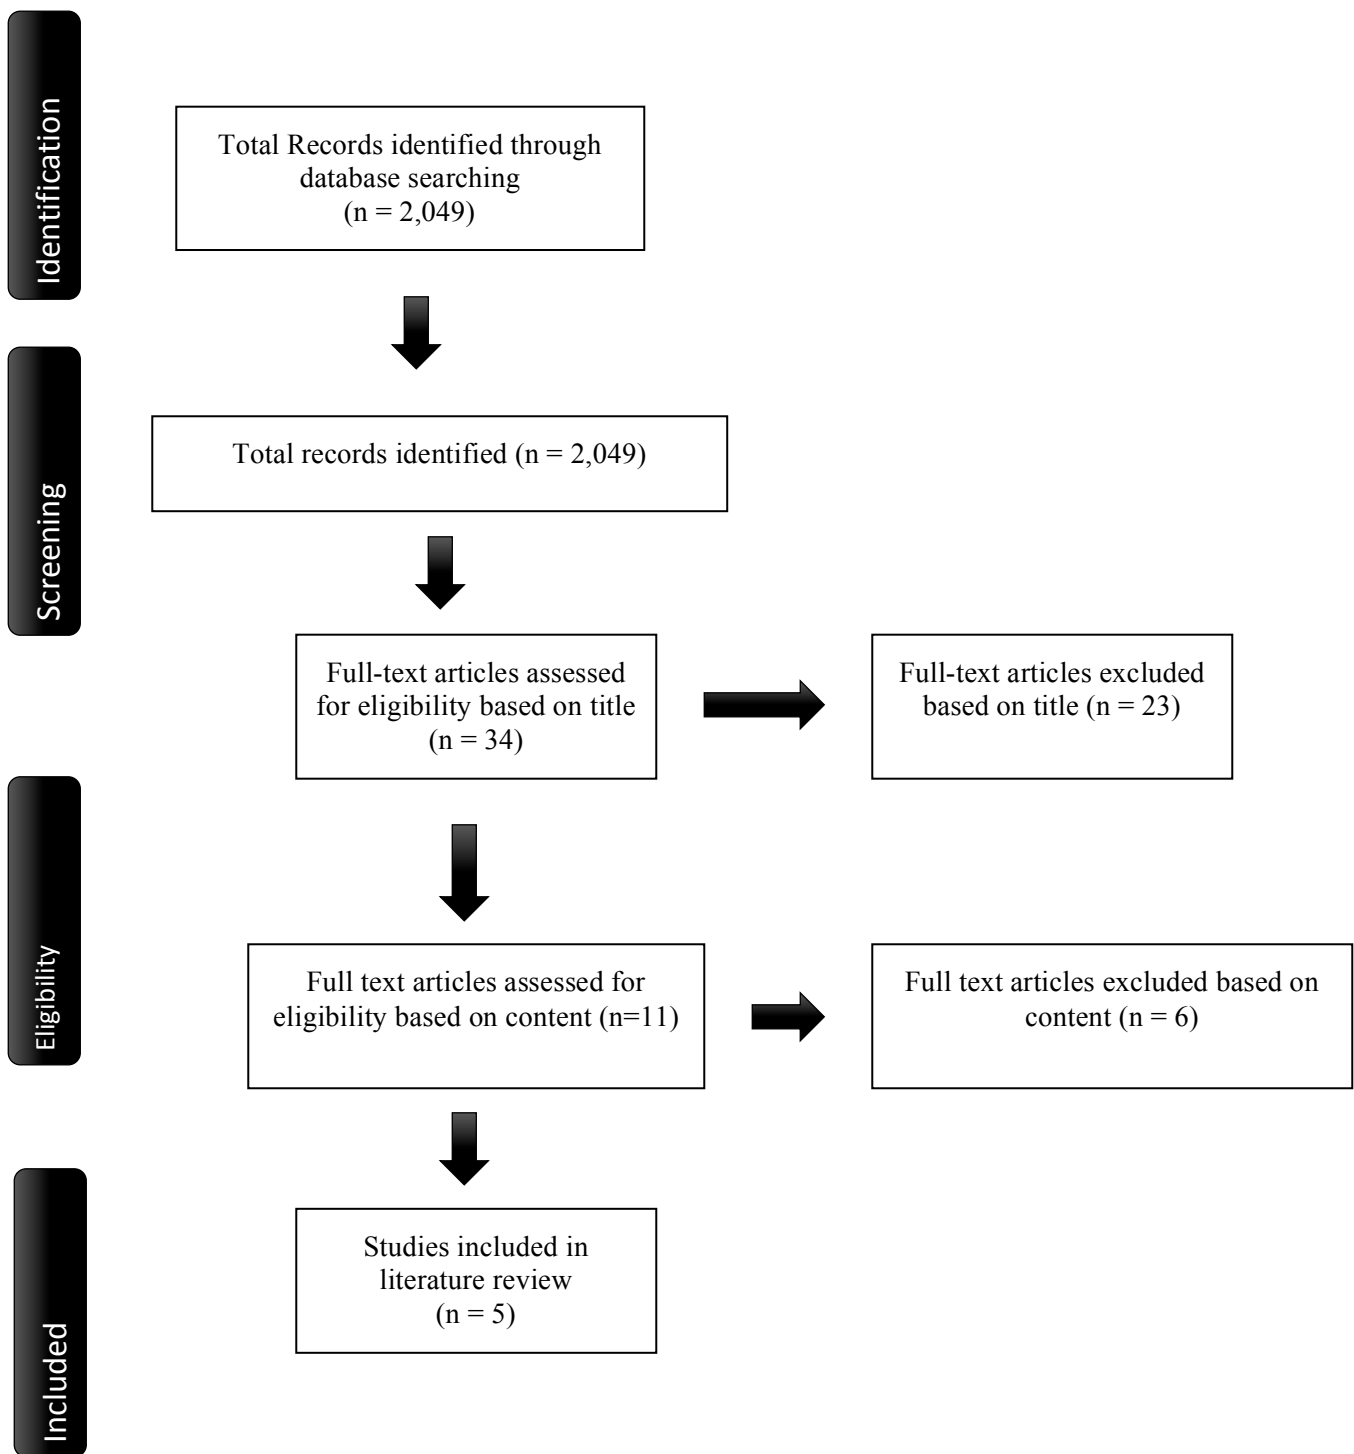 Identification
Total Records identified through
database searching
(n = 2,049)
Screening
Total records identified (n = 2,049)
Full-text articles assessed
for eligibility based on title
(n = 34)
Full-text articles excluded
based on title (n = 23)
Eligibility
Full text articles assessed for
eligibility based on content (n=11)
Full text articles excluded based on
content (n = 6)
Included
Studies included in
literature review
(n = 5)